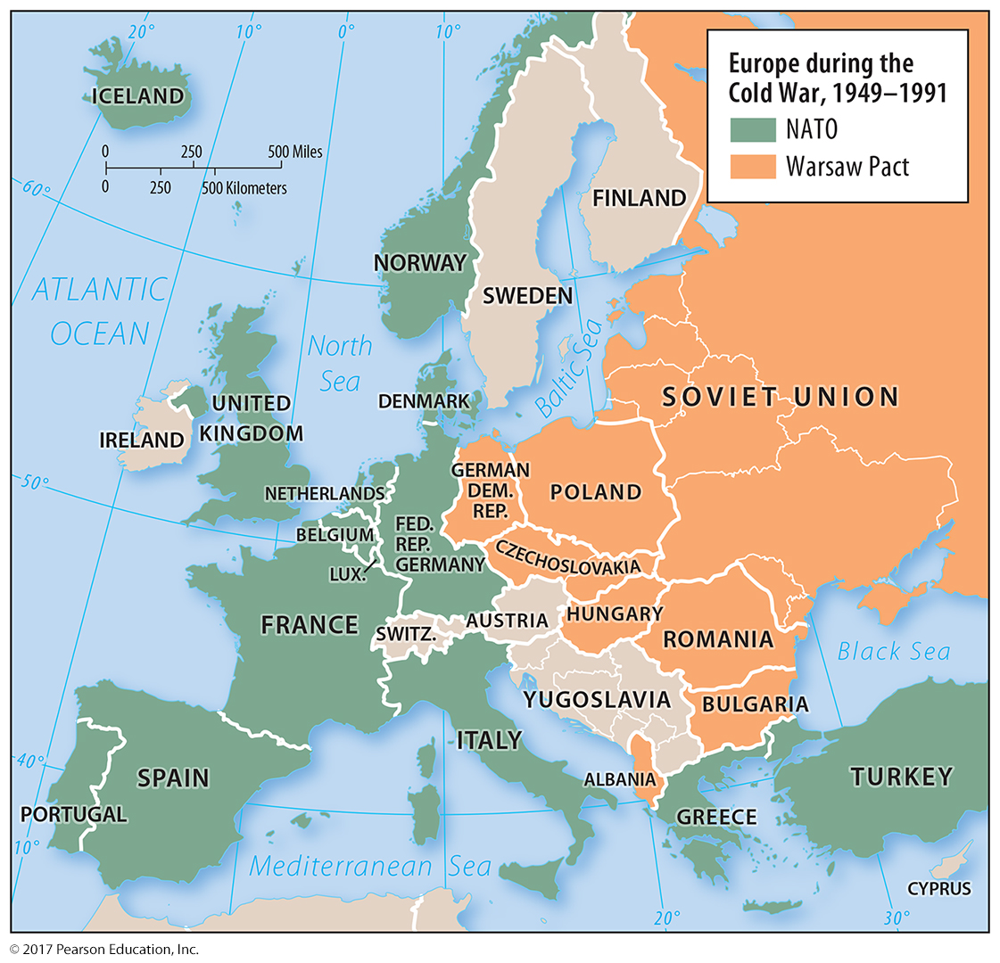 20°
10°
0°
10°
Europe during the
Cold War, 1949–1991
NATO
Warsaw Pact
ICELAND
0 250 500 Miles
0 250 500 Kilometers
60°
FINLAND
NORWAY
SWEDEN
ATLANTIC
OCEAN
North
Sea
Baltic Sea
DENMARK
SOVIET UNION
UNITED
KINGDOM
IRELAND
50°
NETHERLANDS
GERMAN
DEM.
REP.
POLAND
BELGIUM
FED.
REP.
GERMANY
LUX.
CZECHOSLOVAKIA
FRANCE
SWITZ.
AUSTRIA
HUNGARY
ROMANIA
Black Sea
YUGOSLAVIA
BULGARIA
ITALY
40°
SPAIN
ALBANIA
TURKEY
PORTUGAL
GREECE
10°
Mediterranean Sea
CYPRUS
20°
30°
© 2017 Pearson Education, Inc.